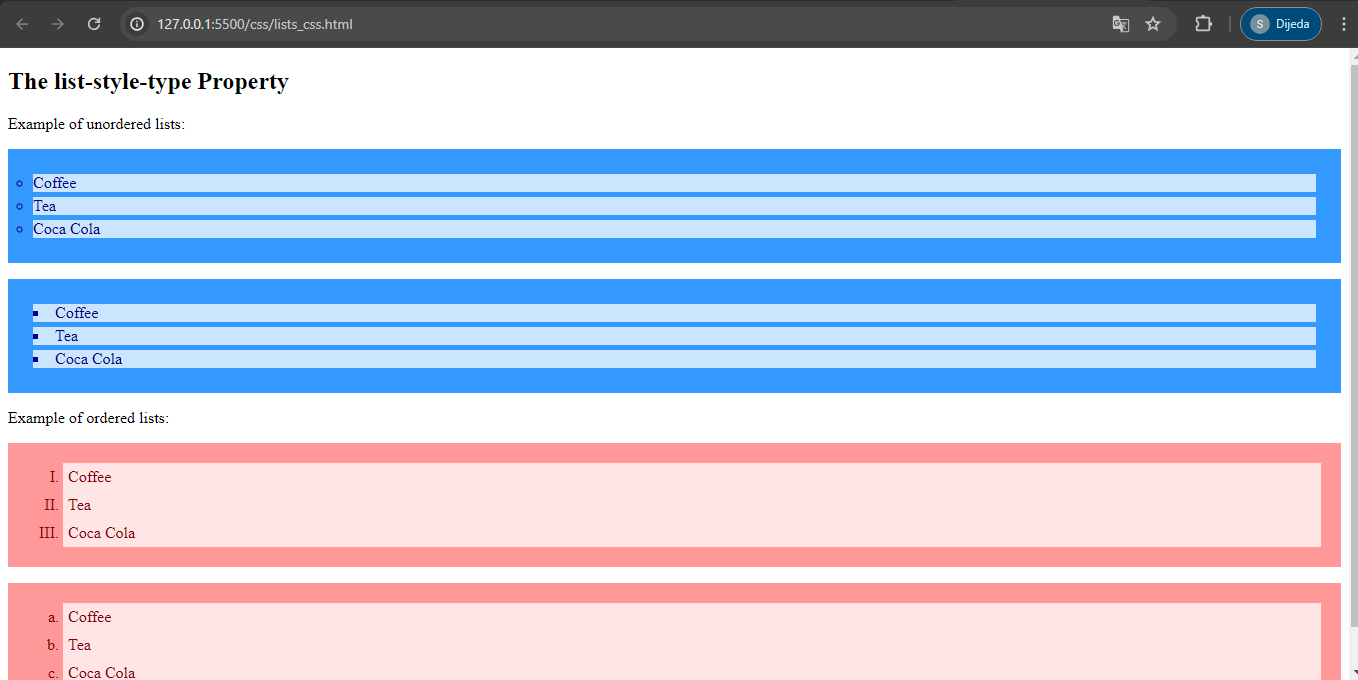 127.0.0.1:5500/css/lists_css.html
S Dijeda
The list-style-type Property
Example of unordered lists:
Coffee
Tea
Coca Cola
Coffee
Tea
Coca Cola
Example of ordered lists:
I. Coffee
II. Tea
III. Coca Cola
a. Coffee
b. Tea
c. Coca Cola